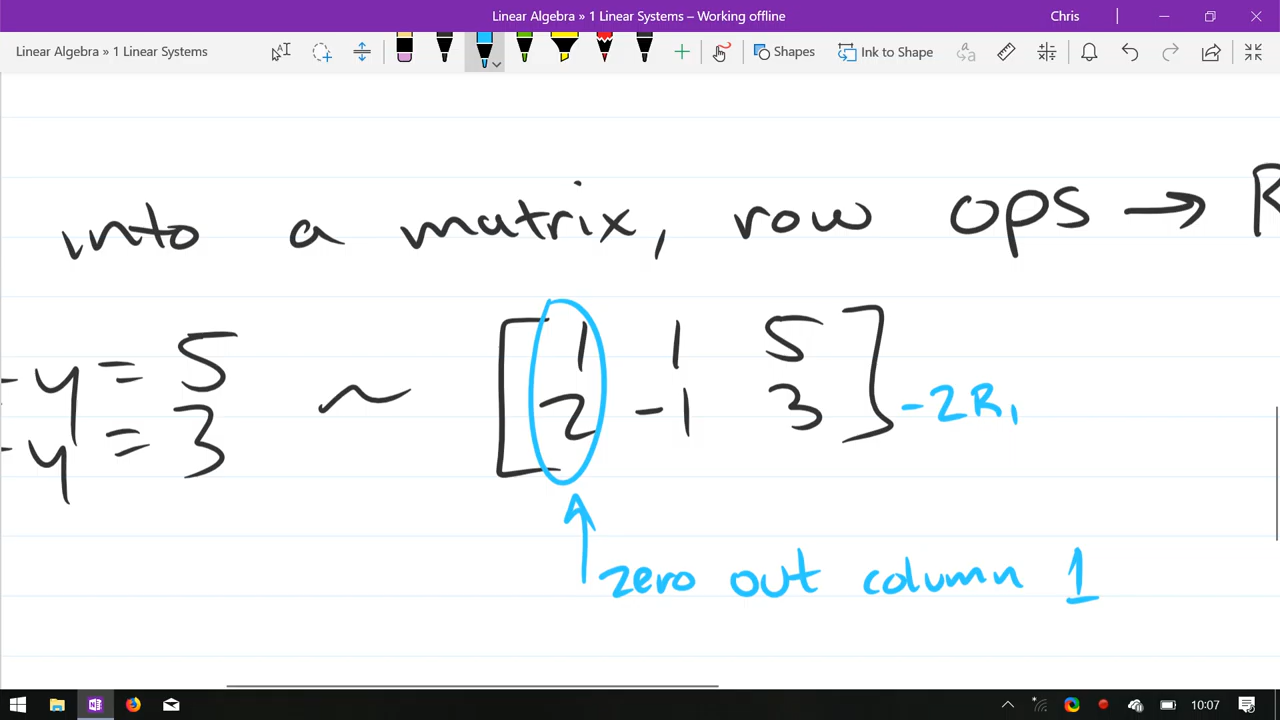 Linear Algebra » 1 Linear Systems – Working offline
Chris
Linear Algebra » 1 Linear Systems
Shapes
Ink to Shape
into a matrix, row ops → R
-y = 5 ~ [ 1 1 5
-y = 3 2 -1 3 ] -2R₁
zero out column 1
10:07